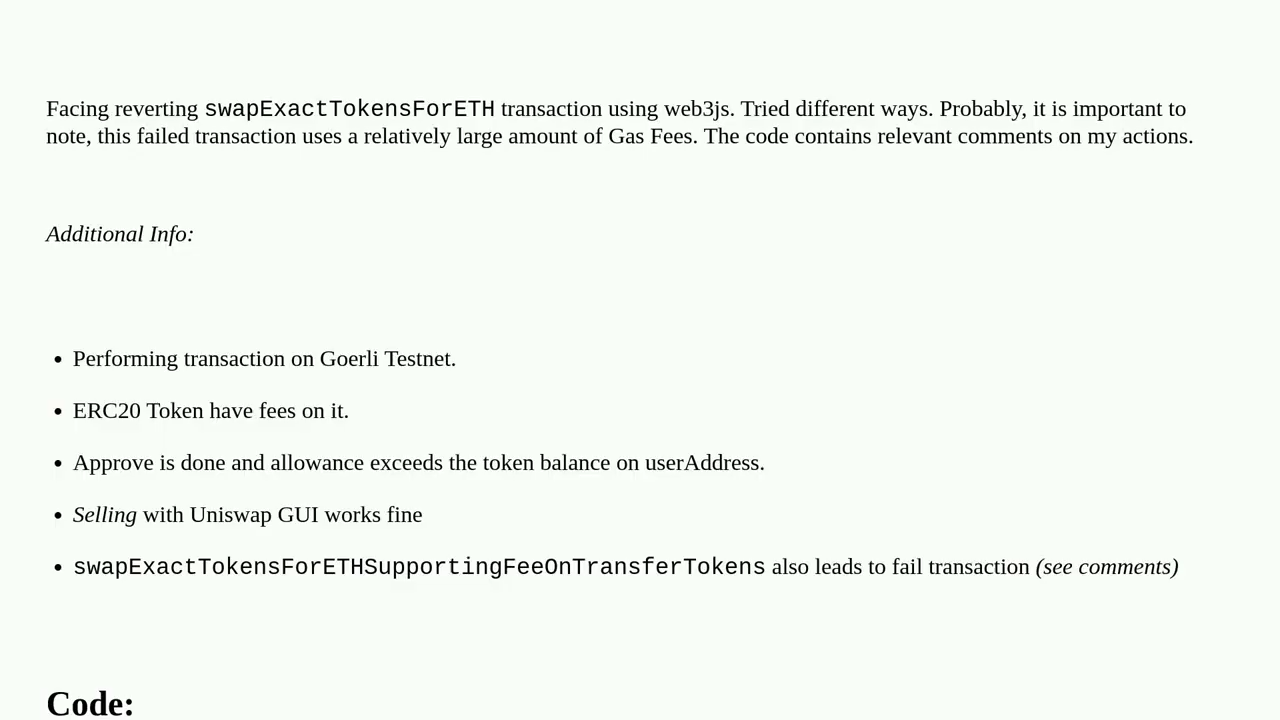 Facing reverting swapExactTokensForETH transaction using web3js. Tried different ways. Probably, it is important to
note, this failed transaction uses a relatively large amount of Gas Fees. The code contains relevant comments on my actions.
Additional Info:
• Performing transaction on Goerli Testnet.
• ERC20 Token have fees on it.
• Approve is done and allowance exceeds the token balance on userAddress.
• Selling with Uniswap GUI works fine
• swapExactTokensForETHSupportingFeeOnTransferTokens also leads to fail transaction (see comments)
Code: